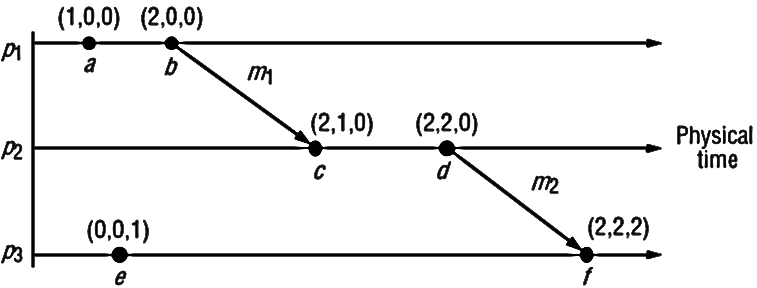 (1,0,0) (2,0,0)
p1
a b m1
(2,1,0) (2,2,0)
p2
Physical
time
c d m2
(0,0,1) (2,2,2)
p3
e f